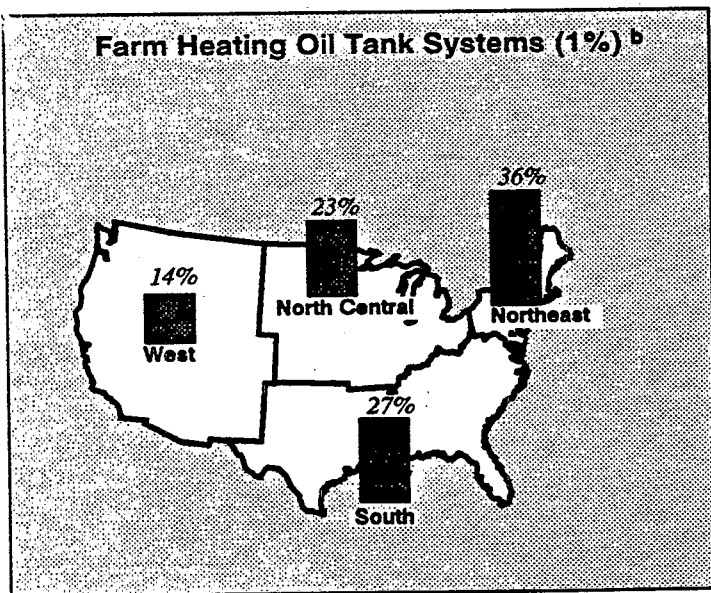 Farm Heating Oil Tank Systems (1%) b
36%
23%
14%
North Central
Northeast
West
27%
South